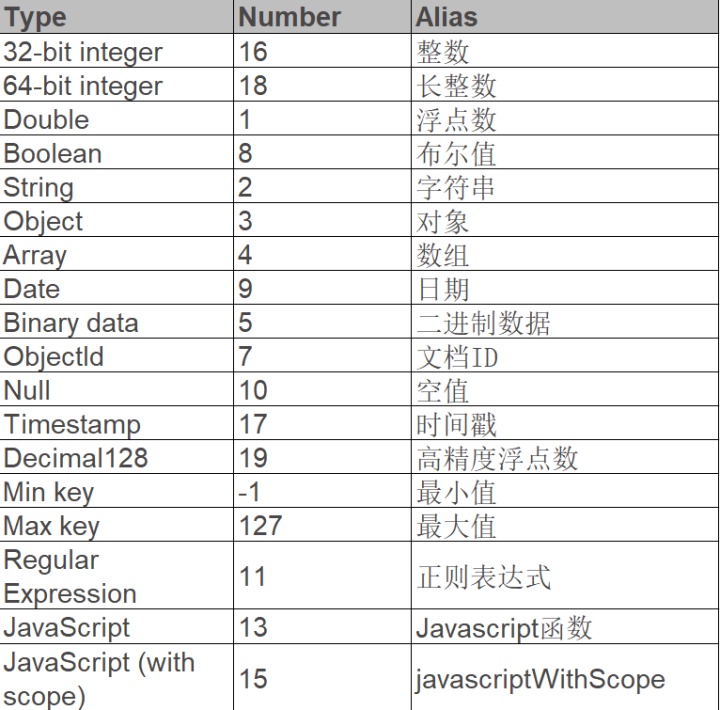 Type Number Alias
32-bit integer 16 整数
64-bit integer 18 长整数
Double 1 浮点数
Boolean 8 布尔值
String 2 字符串
Object 3 对象
Array 4 数组
Date 9 日期
Binary data 5 二进制数据
ObjectId 7 文档ID
Null 10 空值
Timestamp 17 时间戳
Decimal128 19 高精度浮点数
Min key -1 最小值
Max key 127 最大值
Regular
Expression 11 正则表达式
JavaScript 13 Javascript函数
JavaScript (with
scope) 15 javascriptWithScope